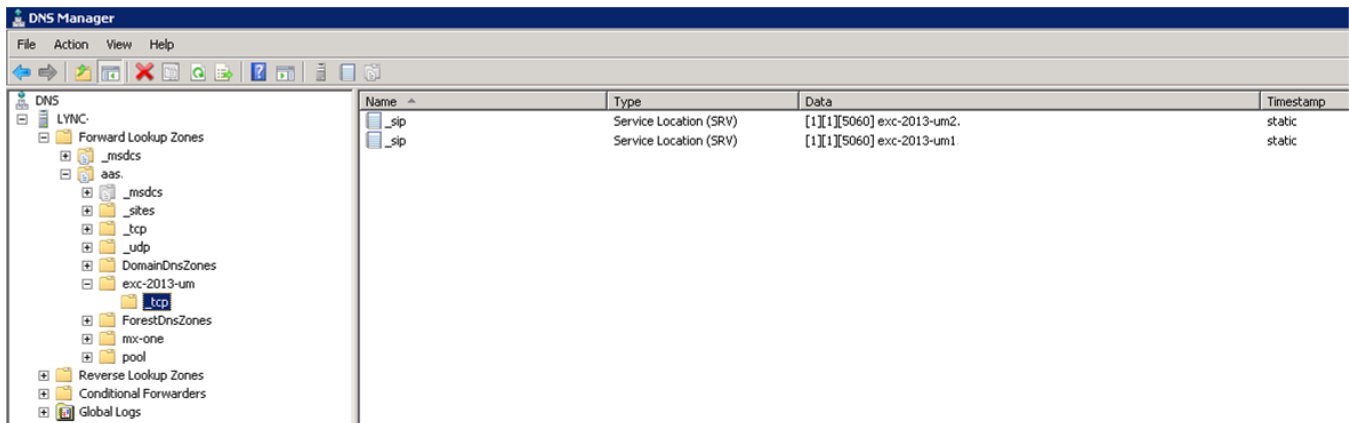 DNS Manager
File Action View Help
DNS
LYNC-
Forward Lookup Zones
_msdcs
aas.
_msdcs
_sites
_tcp
_udp
DomainDnsZones
exc-2013-um
_tcp
ForestDnsZones
mx-one
pool
Reverse Lookup Zones
Conditional Forwarders
Global Logs
Name Type Data Timestamp
_sip Service Location (SRV) [1][1][5060] exc-2013-um2. static
_sip Service Location (SRV) [1][1][5060] exc-2013-um1. static